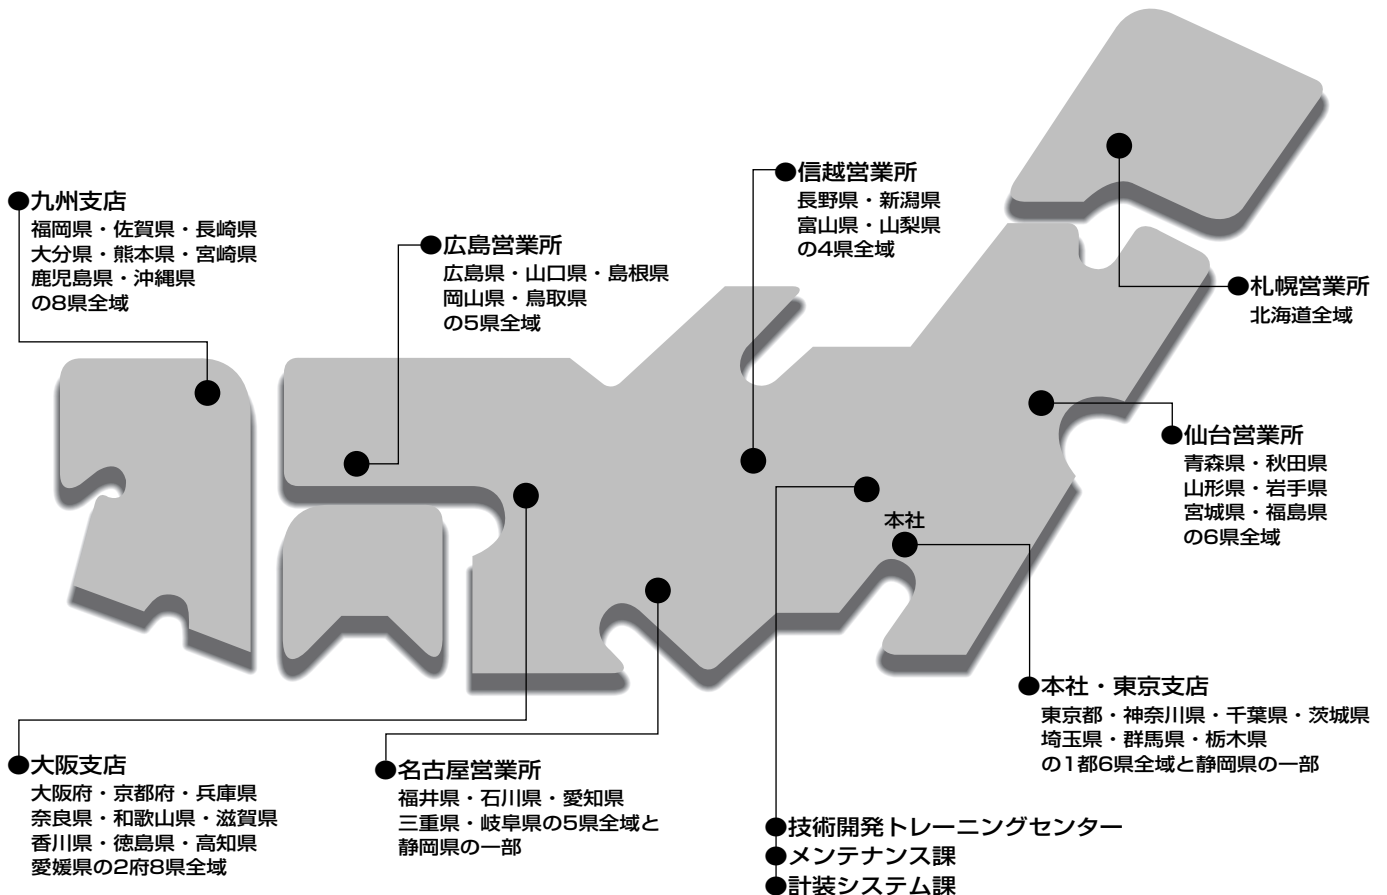 ●九州支店
福岡県・佐賀県・長崎県
大分県・熊本県・宮崎県
鹿児島県・沖縄県
の8県全域
●広島営業所
広島県・山口県・島根県
岡山県・鳥取県
の5県全域
●信越営業所
長野県・新潟県
富山県・山梨県
の4県全域
●札幌営業所
北海道全域
●仙台営業所
青森県・秋田県
山形県・岩手県
宮城県・福島県
の6県全域
本社
●本社・東京支店
東京都・神奈川県・千葉県・茨城県
埼玉県・群馬県・栃木県
の1都6県全域と静岡県の一部
●大阪支店
大阪府・京都府・兵庫県
奈良県・和歌山県・滋賀県
香川県・徳島県・高知県
愛媛県の2府8県全域
●名古屋営業所
福井県・石川県・愛知県
三重県・岐阜県の5県全域と
静岡県の一部
●技術開発トレーニングセンター
●メンテナンス課
●計装システム課